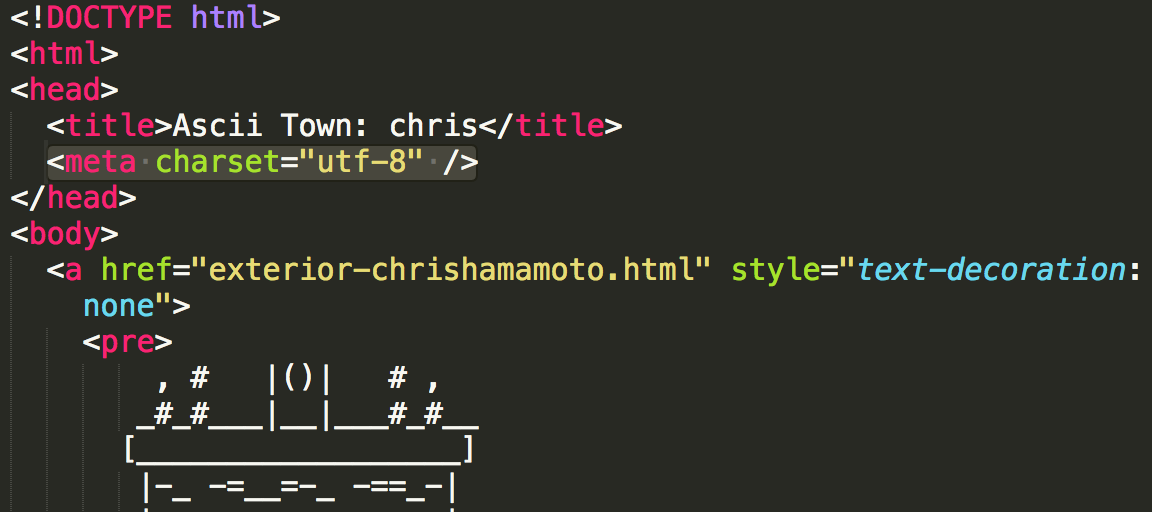 <!DOCTYPE html>
<html>
<head>
  <title>Ascii Town: chris</title>
  <meta charset="utf-8" />
</head>
<body>
  <a href="exterior-chrishamamoto.html" style="text-decoration:
    none">
    <pre>
        , #   |()|   # ,
       _#_#___|__|___#_#__
      [__________________]
       |-_ -=__=-_ -==_-|